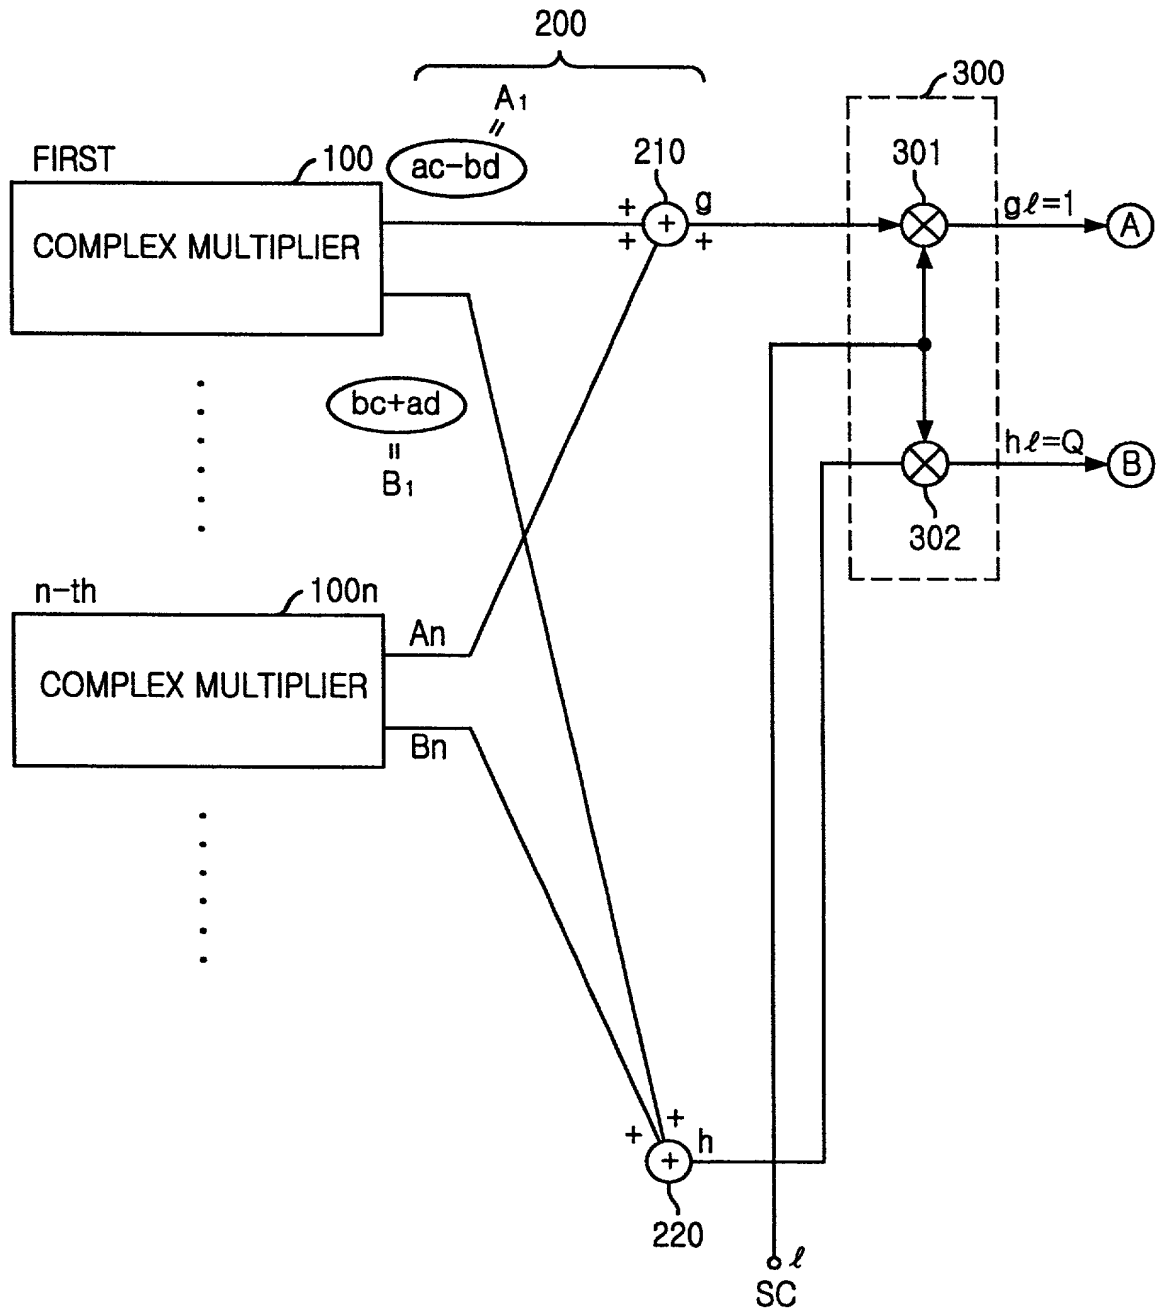 200
A1
=
FIRST
100
ac-bd
COMPLEX MULTIPLIER
210
+
+
+
g
+
300
301
gℓ=1
A
bc+ad
=
B1
hℓ=Q
B
302
n-th
100n
COMPLEX MULTIPLIER
An
Bn
+
+
+
h
220
ℓ
SC